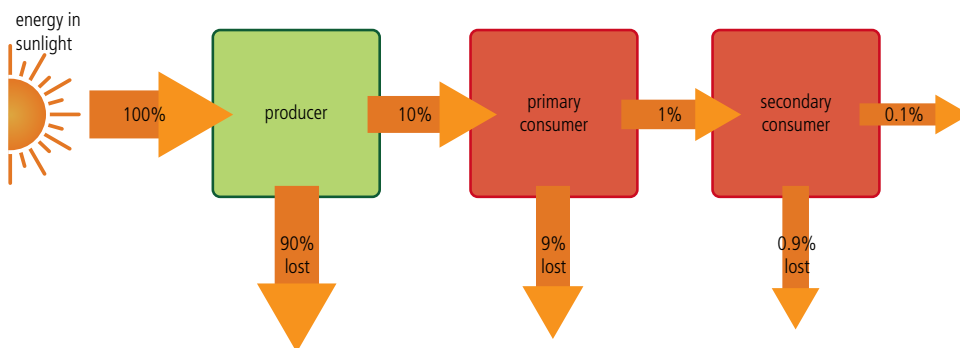 energy in
sunlight
100%
producer
10%
primary
consumer
1%
secondary
consumer
0.1%
90%
lost
9%
lost
0.9%
lost